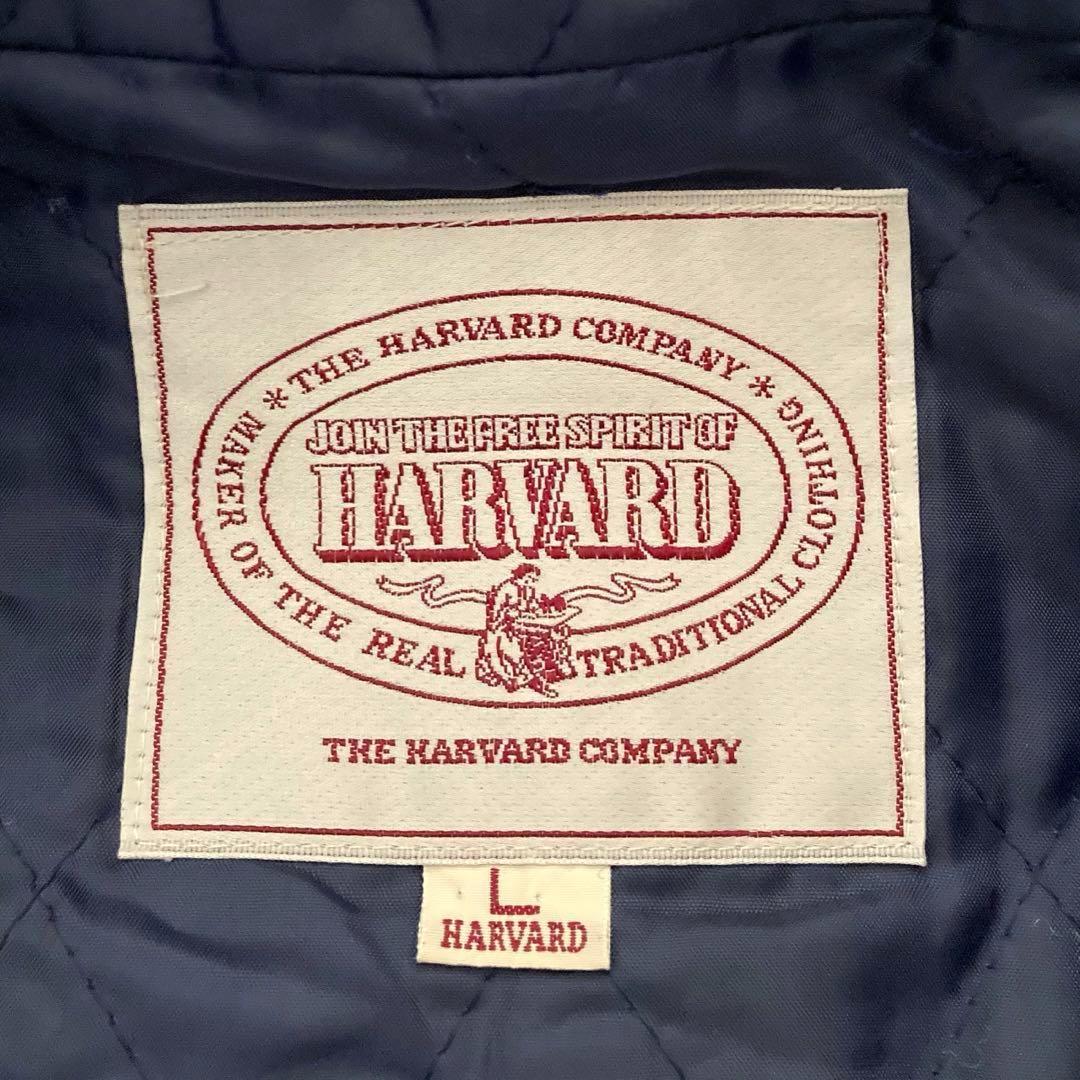 * THE HARVARD COMPANY *
MAKER OF THE REAL TRADITIONAL CLOTHING
JOIN THE FREE SPIRIT OF
HARVARD
THE HARVARD COMPANY
L
HARVARD